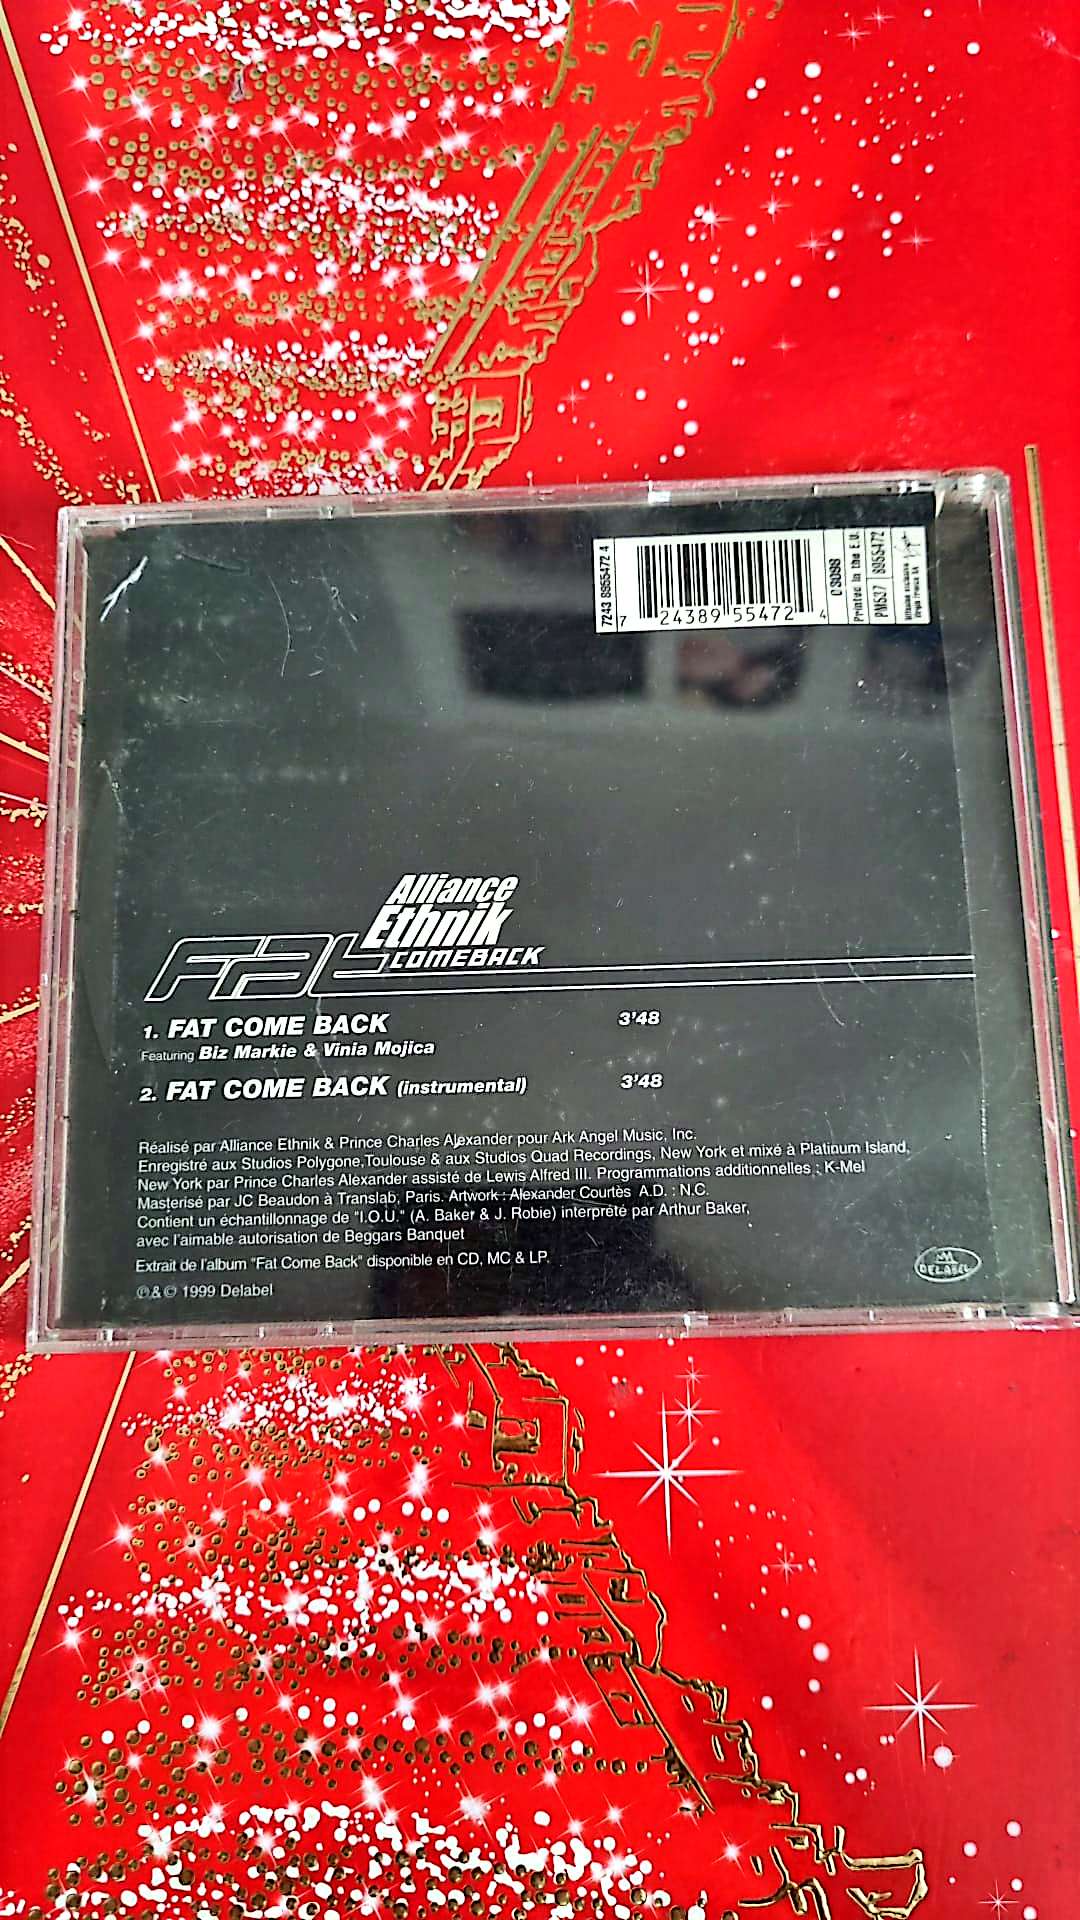 7243 8955472 4
7 24389 55472 4
Printed in the E.U.
PM527 8955472
Alliance
Ethnik
Fat COMEBACK
1. FAT COME BACK 3'48
Featuring Biz Markie & Vinia Mojica
2. FAT COME BACK (instrumental) 3'48
Réalisé par Alliance Ethnik & Prince Charles Alexander pour Ark Angel Music, Inc.
Enregistré aux Studios Polygone,Toulouse & aux Studios Quad Recordings, New York et mixé à Platinum Island,
New York par Prince Charles Alexander assisté de Lewis Alfred III. Programmations additionnelles : K-Mel
Masterisé par JC Beaudon à Translab, Paris. Artwork : Alexander Courtès A.D. : N.C.
Contient un échantillonnage de "I.O.U." (A. Baker & J. Robie) interprété par Arthur Baker,
avec l'aimable autorisation de Beggars Banquet
Extrait de l'album "Fat Come Back" disponible en CD, MC & LP.
℗ & © 1999 Delabel
DELABEL